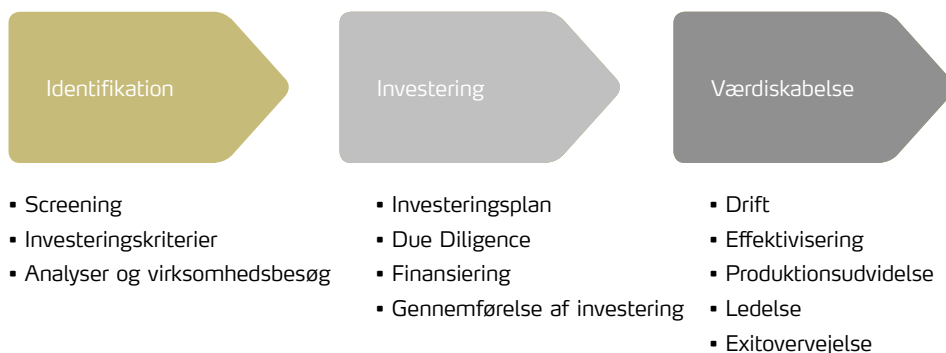 Identifikation
▪ Screening
▪ Investeringskriterier
▪ Analyser og virksomhedsbesøg
Investering
▪ Investeringsplan
▪ Due Diligence
▪ Finansiering
▪ Gennemførelse af investering
Værdiskabelse
▪ Drift
▪ Effektivisering
▪ Produktionsudvidelse
▪ Ledelse
▪ Exitovervejelse